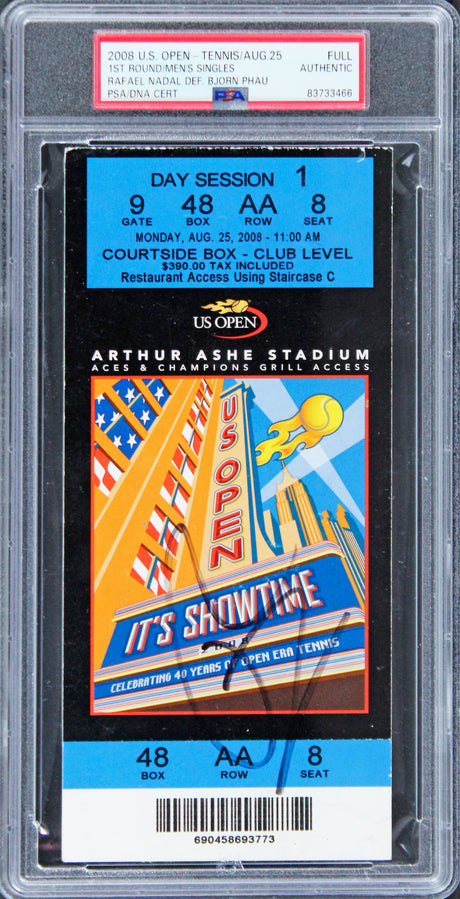 2008 U.S. OPEN - TENNIS/AUG.25 FULL
1ST ROUND/MEN'S SINGLES AUTHENTIC
RAFAEL NADAL DEF. BJORN PHAU
PSA/DNA CERT PSA 83733466
DAY SESSION 1
9 48 AA 8
GATE BOX ROW SEAT
MONDAY, AUG. 25, 2008 - 11:00 AM
COURTSIDE BOX - CLUB LEVEL
$390.00 TAX INCLUDED
Restaurant Access Using Staircase C
US OPEN
ARTHUR ASHE STADIUM
ACES & CHAMPIONS GRILL ACCESS
US OPEN
IT'S SHOWTIME
2008
CELEBRATING 40 YEARS OF OPEN ERA TENNIS
48 AA 8
BOX ROW SEAT
690458693773